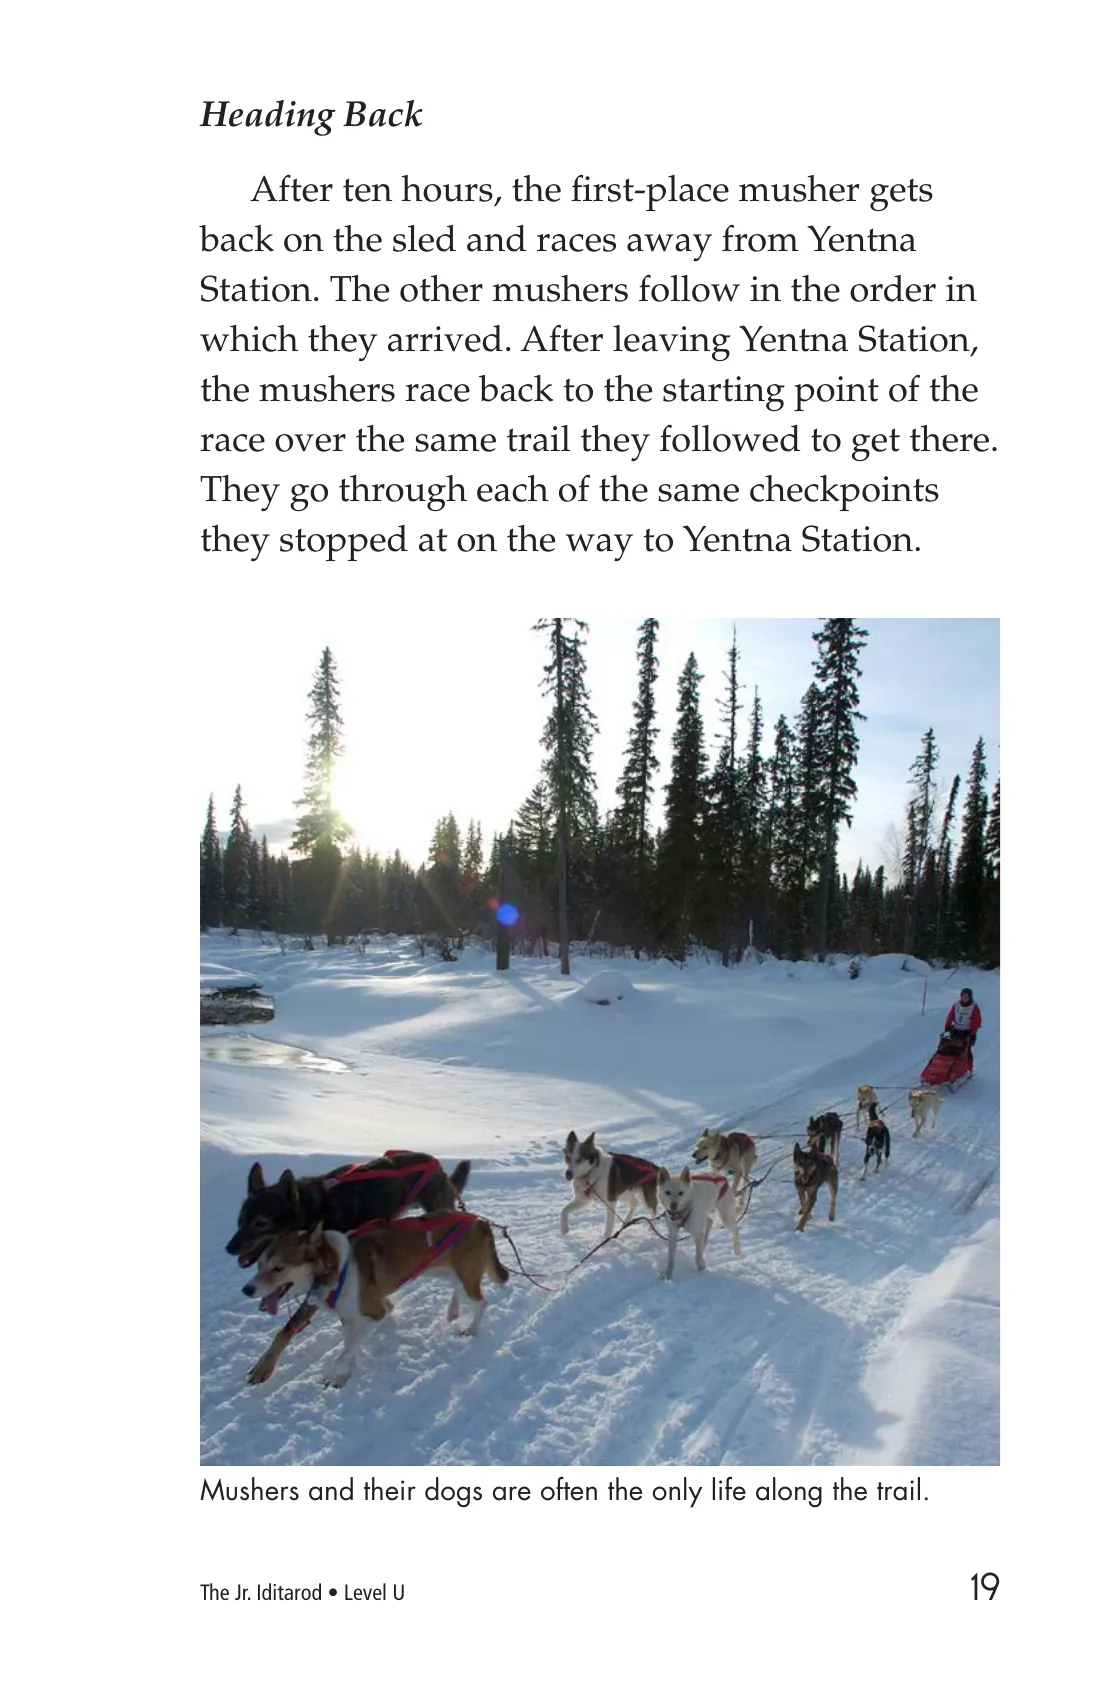 Heading Back
After ten hours, the first-place musher gets
back on the sled and races away from Yentna
Station. The other mushers follow in the order in
which they arrived. After leaving Yentna Station,
the mushers race back to the starting point of the
race over the same trail they followed to get there.
They go through each of the same checkpoints
they stopped at on the way to Yentna Station.
Mushers and their dogs are often the only life along the trail.
The Jr. Iditarod • Level U
19